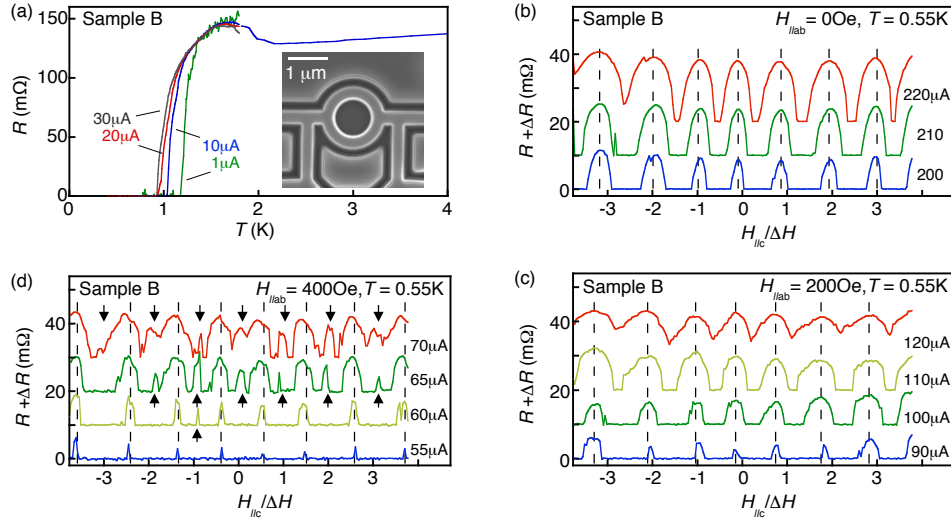 (a)
Sample B
R (mΩ)
150
100
50
0
1 μm
30μA
20μA
10μA
1μA
0 1 2 3 4
T (K)
(b)
Sample B
H//ab = 0Oe, T = 0.55K
R +ΔR (mΩ)
40
20
0
220μA
210
200
-3 -2 -1 0 1 2 3
H//c/ΔH
(d)
Sample B
H//ab = 400Oe, T = 0.55K
R +ΔR (mΩ)
40
20
0
70μA
65μA
60μA
55μA
-3 -2 -1 0 1 2 3
H//c/ΔH
(c)
Sample B
H//ab = 200Oe, T = 0.55K
R +ΔR (mΩ)
40
20
0
120μA
110μA
100μA
90μA
-3 -2 -1 0 1 2 3
H//c/ΔH